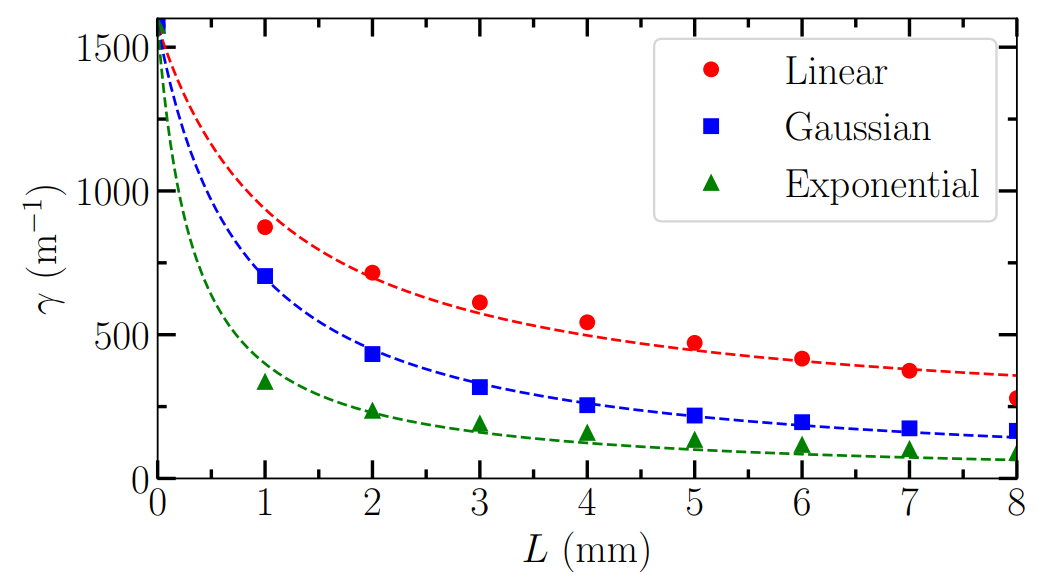 1500
1000
500
0
γ (m⁻¹)
Linear
Gaussian
Exponential
0 1 2 3 4 5 6 7 8
L (mm)